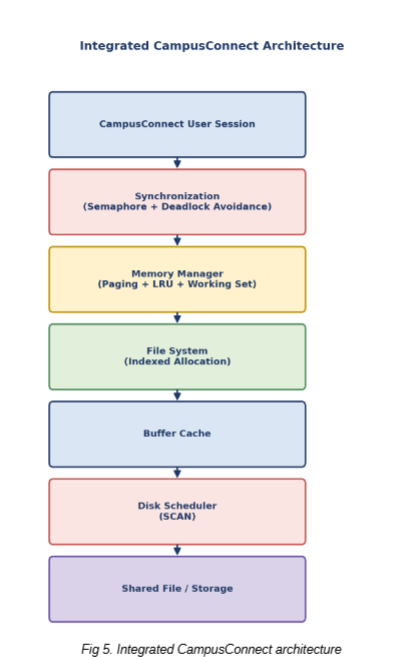 Integrated CampusConnect Architecture
CampusConnect User Session
Synchronization
(Semaphore + Deadlock Avoidance)
Memory Manager
(Paging + LRU + Working Set)
File System
(Indexed Allocation)
Buffer Cache
Disk Scheduler
(SCAN)
Shared File / Storage
Fig 5. Integrated CampusConnect architecture